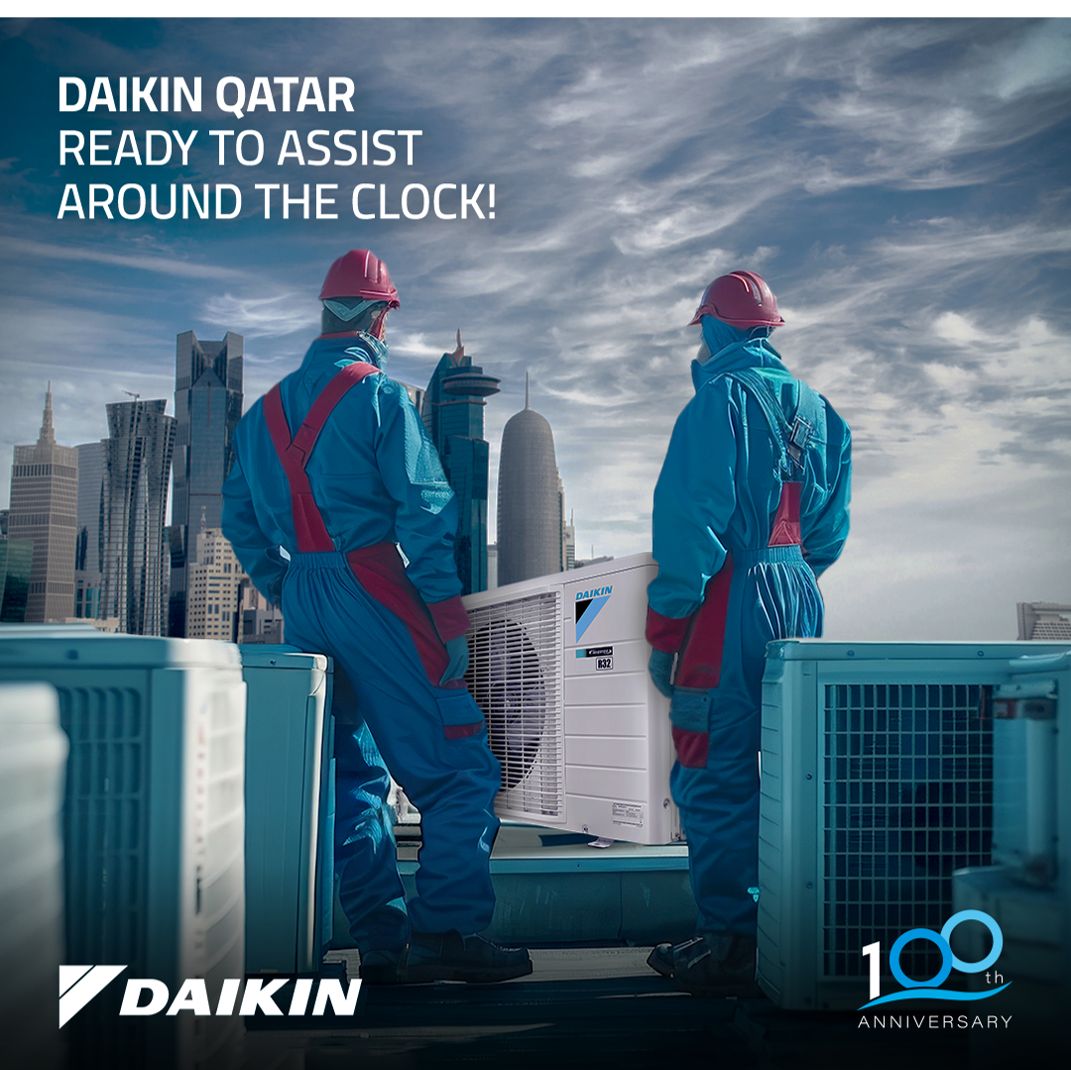 DAIKIN QATAR
READY TO ASSIST
AROUND THE CLOCK!
DAIKIN
R32
DAIKIN
100th
ANNIVERSARY